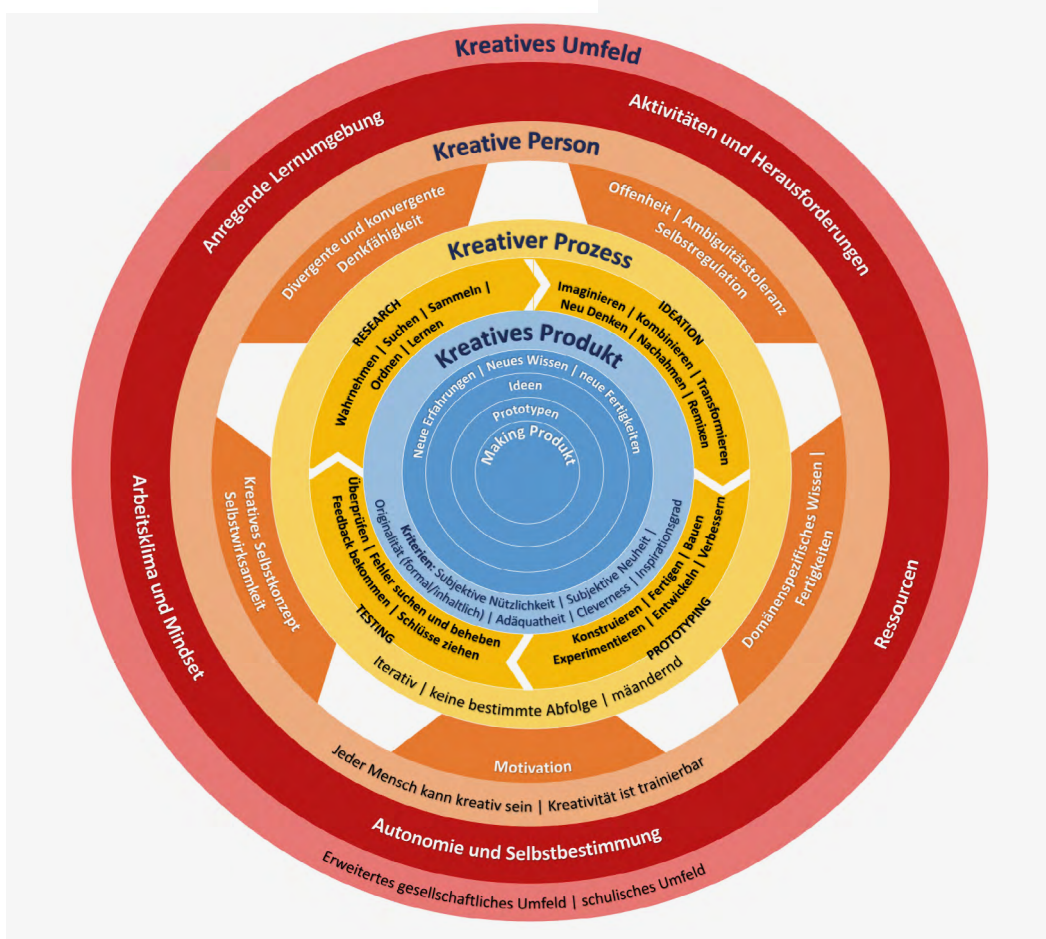 Kreatives Umfeld
Anregende Lernumgebung
Aktivitäten und Herausforderungen
Ressourcen
Autonomie und Selbstbestimmung
Arbeitsklima und Mindset
Erweitertes gesellschaftliches Umfeld | schulisches Umfeld
Kreative Person
Divergente und konvergente
Denkfähigkeit
Offenheit | Ambiguitätstoleranz
Selbstregulation
Domänenspezifisches Wissen |
Fertigkeiten
Motivation
Kreatives Selbstkonzept
Selbstwirksamkeit
Jeder Mensch kann kreativ sein | Kreativität ist trainierbar
Kreativer Prozess
RESEARCH
Wahrnehmen | Suchen | Sammeln |
Ordnen | Lernen
IDEATION
Imaginieren | Kombinieren | Transformieren
Neu Denken | Nachahmen | Remixen
Konstruieren | Fertigen | Bauen
Experimentieren | Entwickeln | Verbessern
PROTOTYPING
Überprüfen | Fehler suchen und beheben
Feedback bekommen | Schlüsse ziehen
TESTING
Iterativ | keine bestimmte Abfolge | mäandernd
Kreatives Produkt
Neue Erfahrungen | Neues Wissen | neue Fertigkeiten
Ideen
Prototypen
Making Produkt
Kriterien: Subjektive Nützlichkeit | Subjektive Neuheit |
Originalität (formal/inhaltlich) | Adäquatheit | Cleverness | Inspirationsgrad